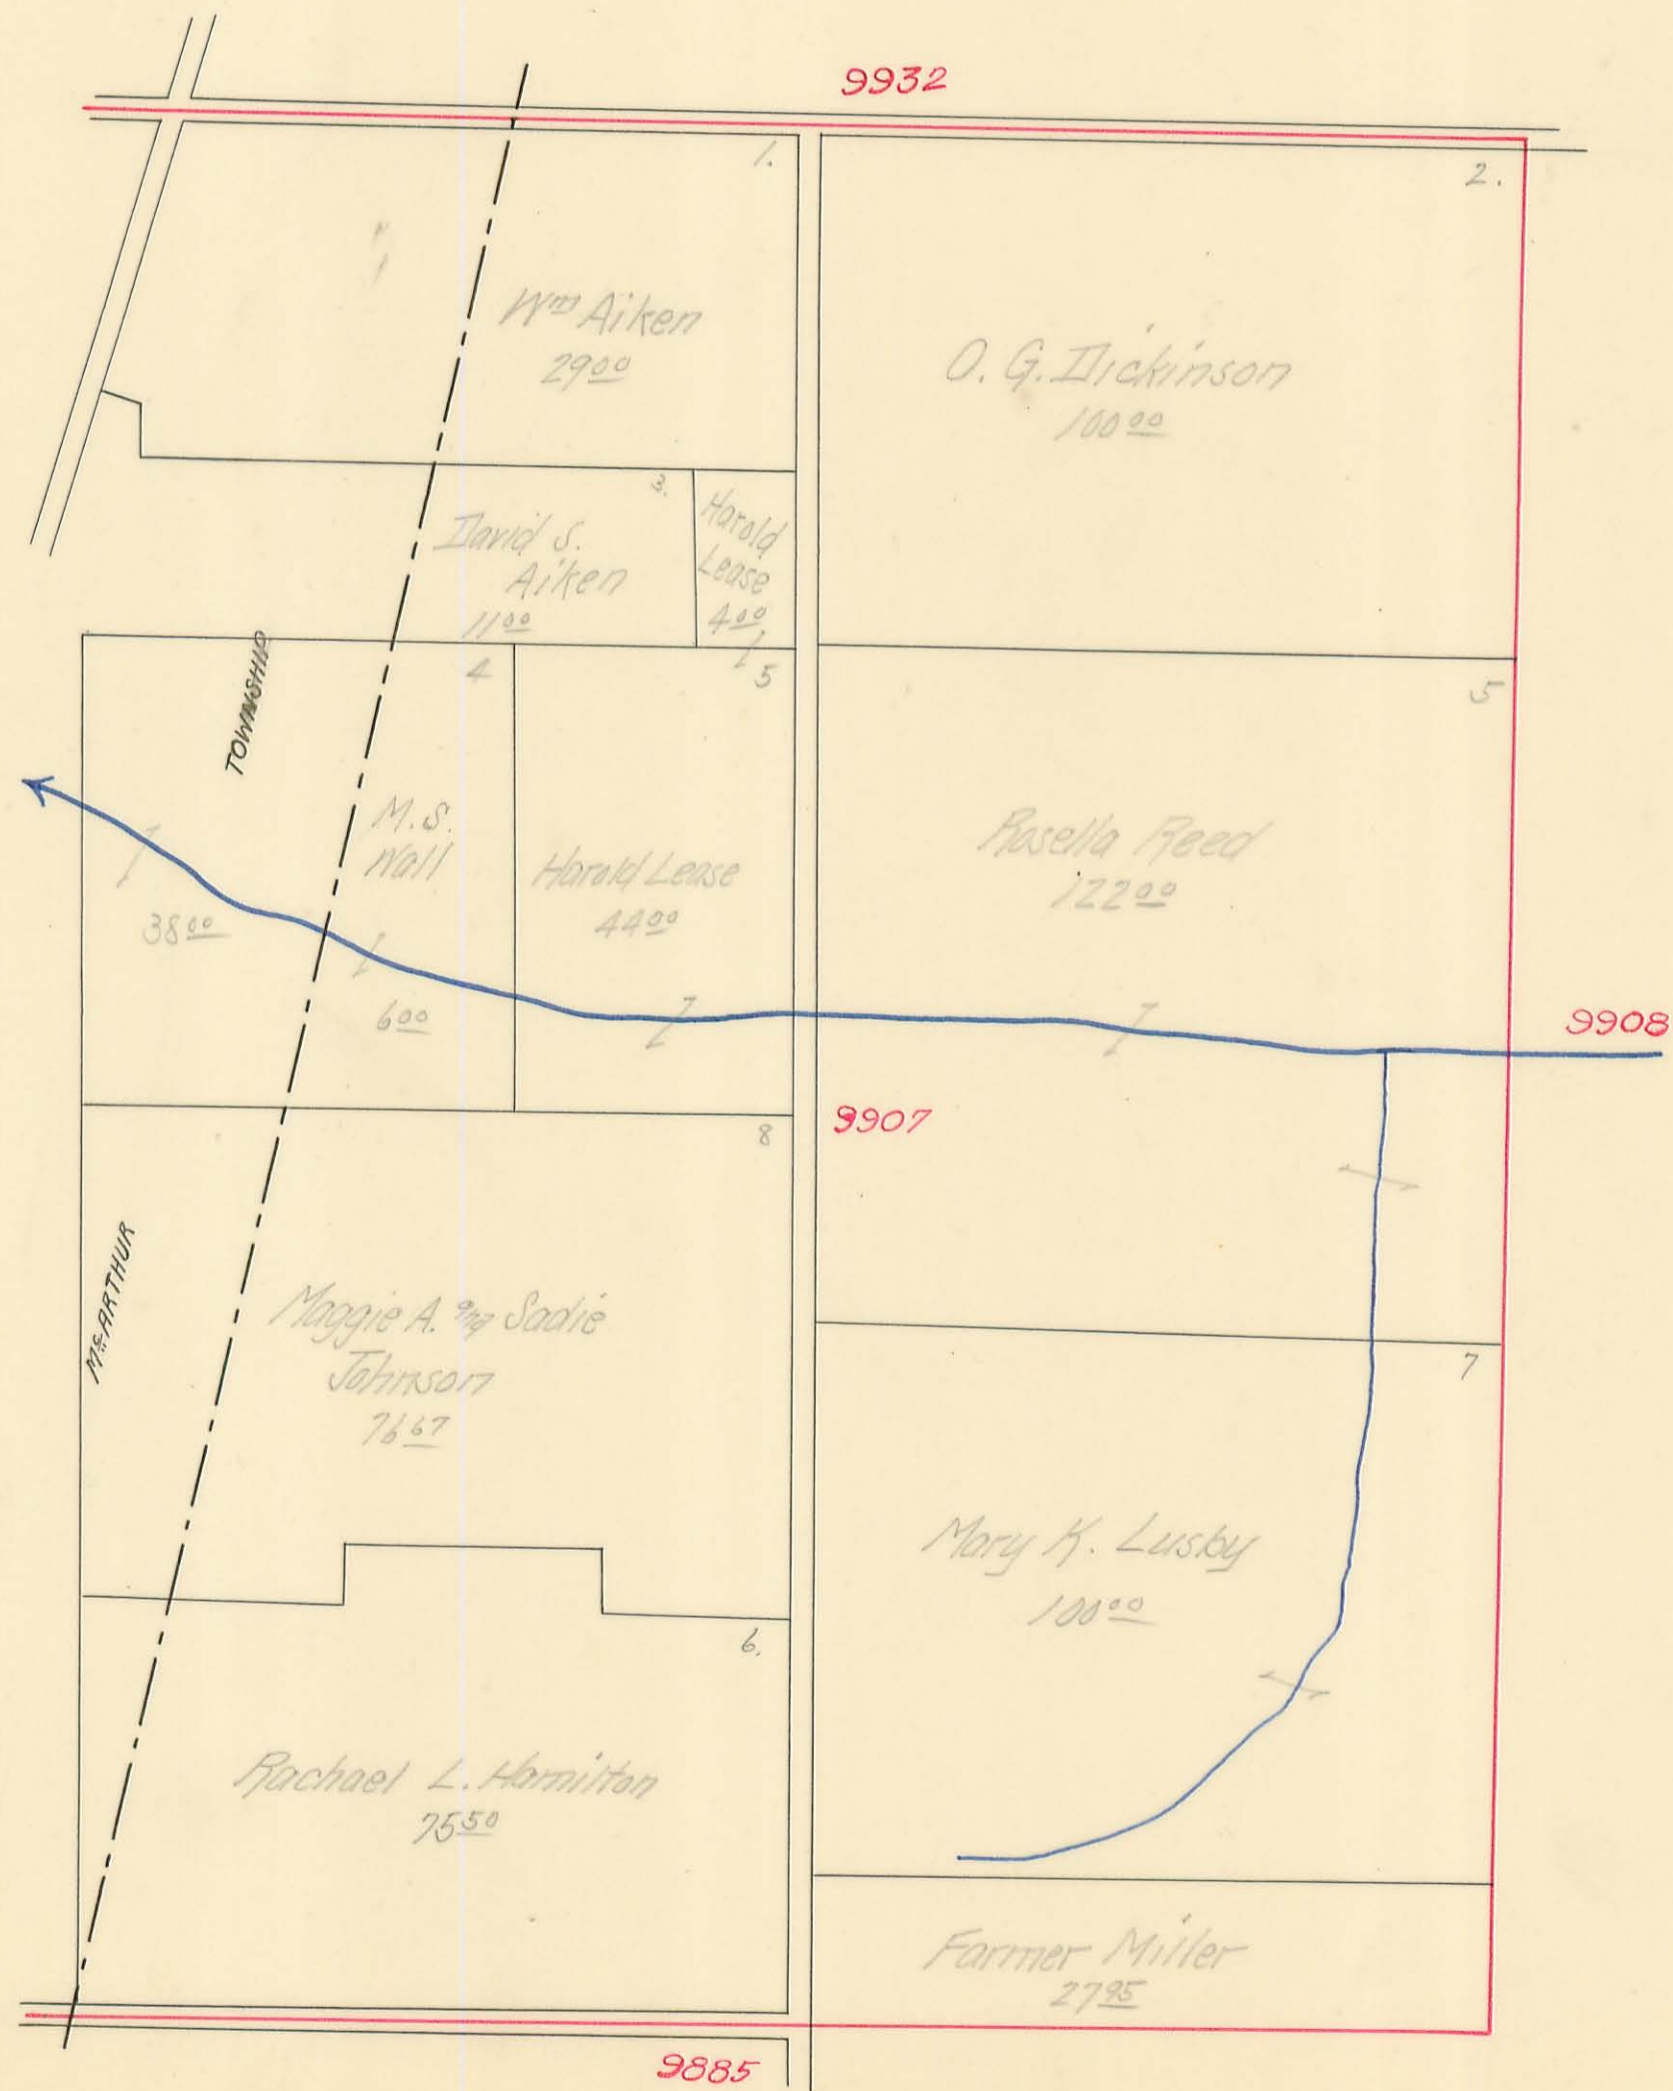 9932
1.
2.
Wm Aiken
29 00
O. G. Dickinson
100 00
3.
David S.
Aiken
11 00
Harold
Lease
4 00
4
5
5
TOWNSHIP
M. S.
Wall
38 00
6 00
Harold Lease
44 00
Rosella Reed
122 00
9908
9907
8
7
McARTHUR
Maggie A. and Sadie
Johnson
76 67
Mary K. Lusby
100 00
6.
Rachael L. Hamilton
75 50
Farmer Miller
27 95
9885